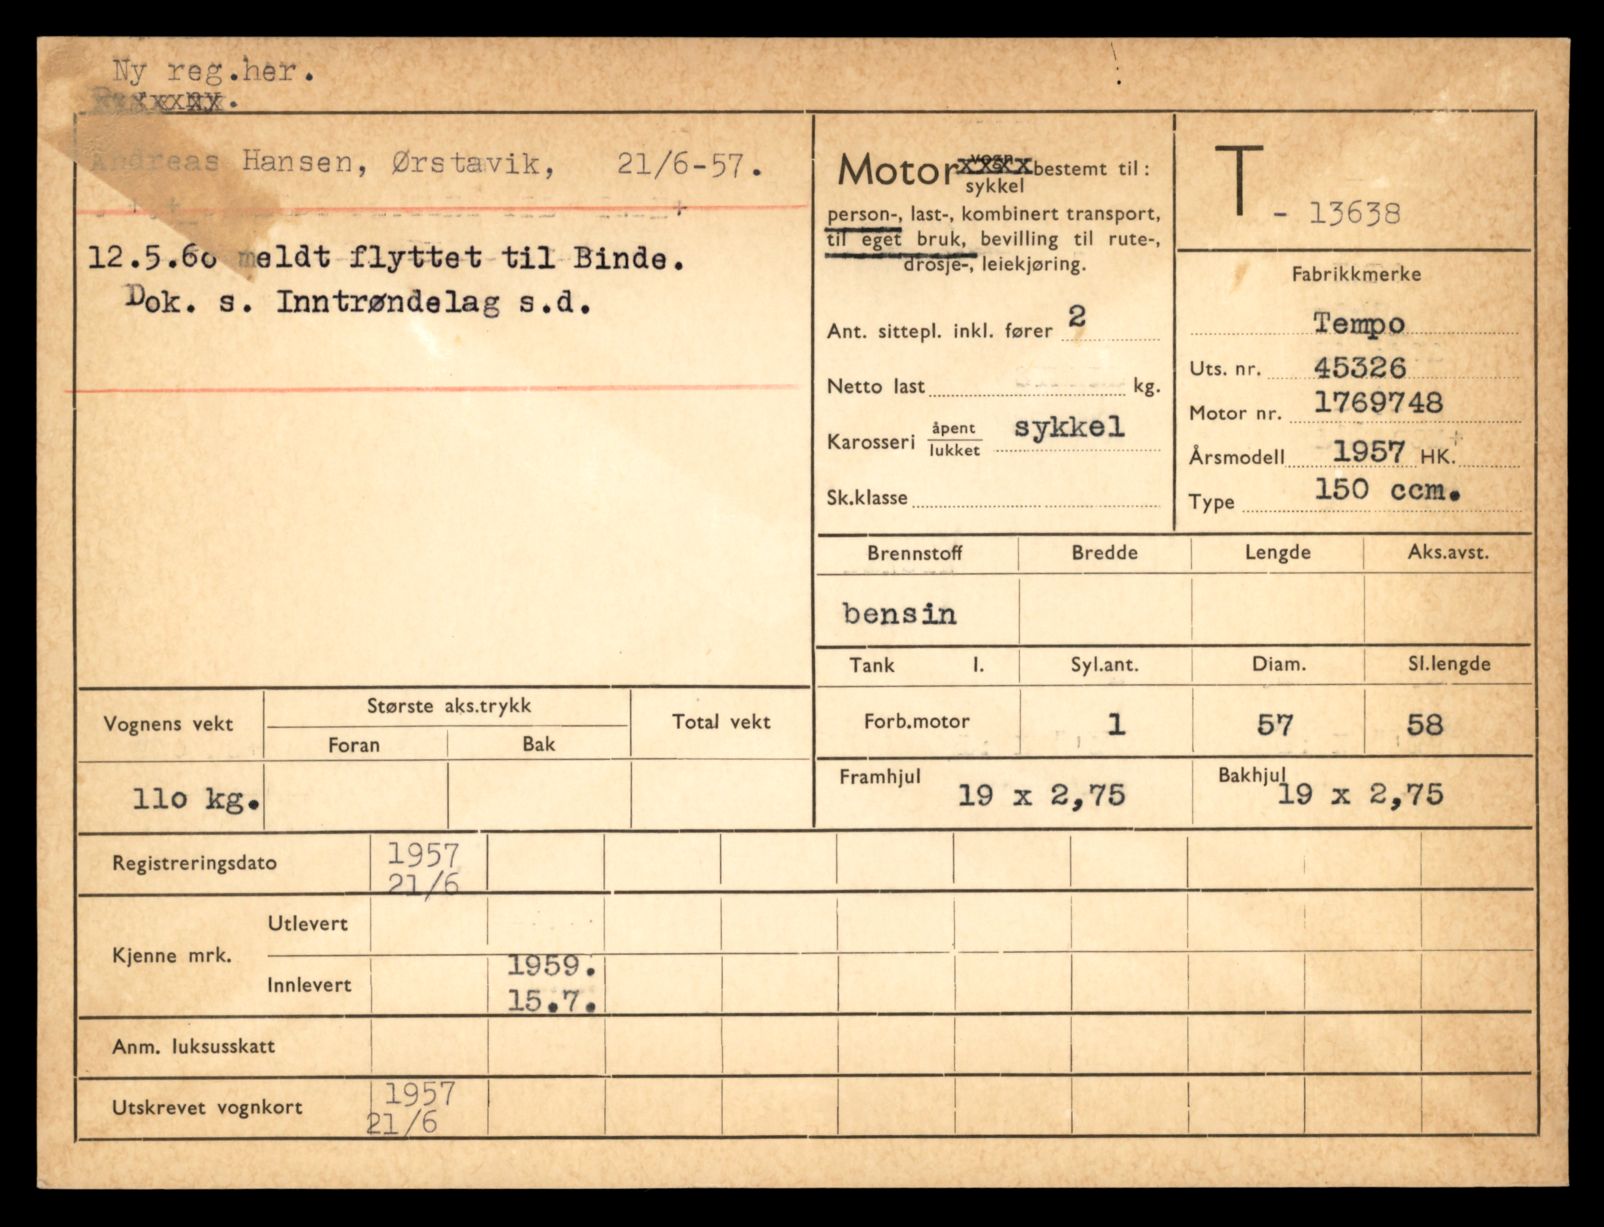 Ny reg.her.
Andreas Hansen, Ørstavik, 21/6-57.
12.5.60 meldt flyttet til Binde.
Dok. s. Inntrøndelag s.d.
Motor vogn sykkel bestemt til:
person-, last-, kombinert transport,
til eget bruk, bevilling til rute-,
drosje-, leiekjøring.
Ant. sittepl. inkl. fører 2
Netto last kg.
Karosseri åpent lukket sykkel
Sk.klasse
T - 13638
Fabrikkmerke
Tempo
Uts. nr. 45326
Motor nr. 1769748
Årsmodell 1957 HK.
Type 150 ccm.
Brennstoff Bredde Lengde Aks.avst.
bensin
Tank l. Syl.ant. Diam. Sl.lengde
Forb.motor 1 57 58
Framhjul 19 x 2,75 Bakhjul 19 x 2,75
Vognens vekt Største aks.trykk Total vekt
Foran Bak
110 kg.
Registreringsdato 1957
21/6
Kjenne mrk. Utlevert
Innlevert 1959.
15.7.
Anm. luksusskatt
Utskrevet vognkort 1957
21/6